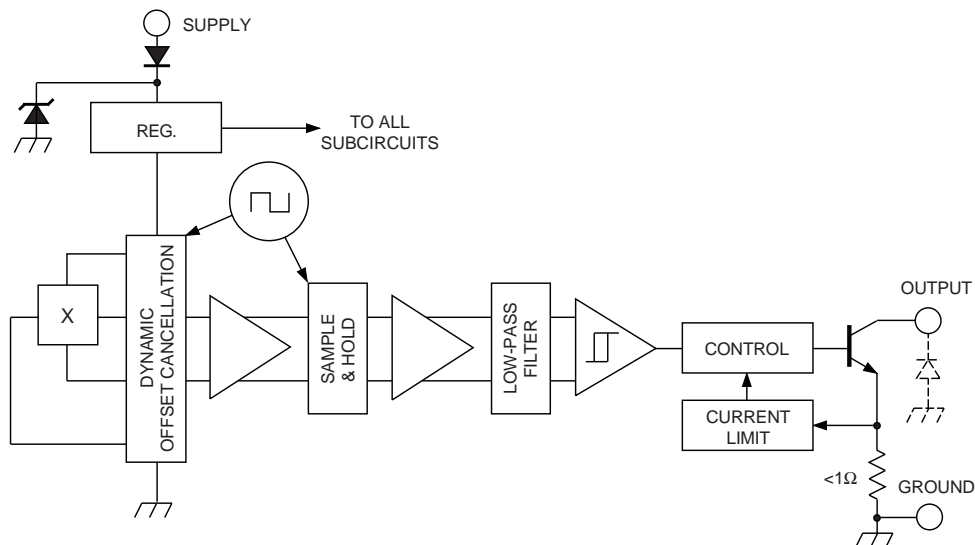 SUPPLY
REG.
TO ALL
SUBCIRCUITS
X
DYNAMIC
OFFSET CANCELLATION
SAMPLE
& HOLD
LOW-PASS
FILTER
CONTROL
CURRENT
LIMIT
OUTPUT
<1Ω
GROUND